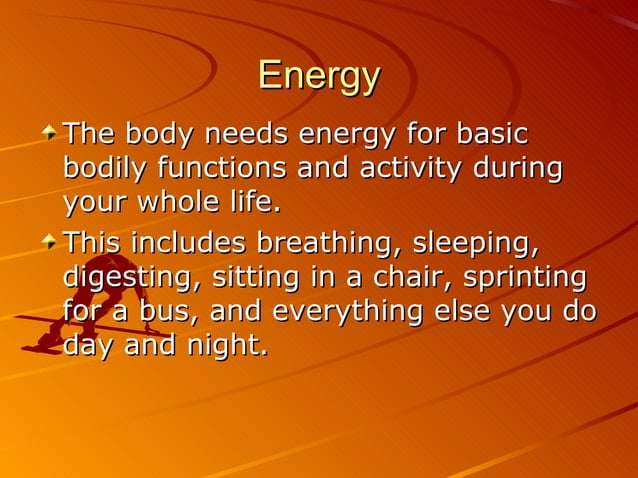 Energy
The body needs energy for basic
bodily functions and activity during
your whole life.
This includes breathing, sleeping,
digesting, sitting in a chair, sprinting
for a bus, and everything else you do
day and night.